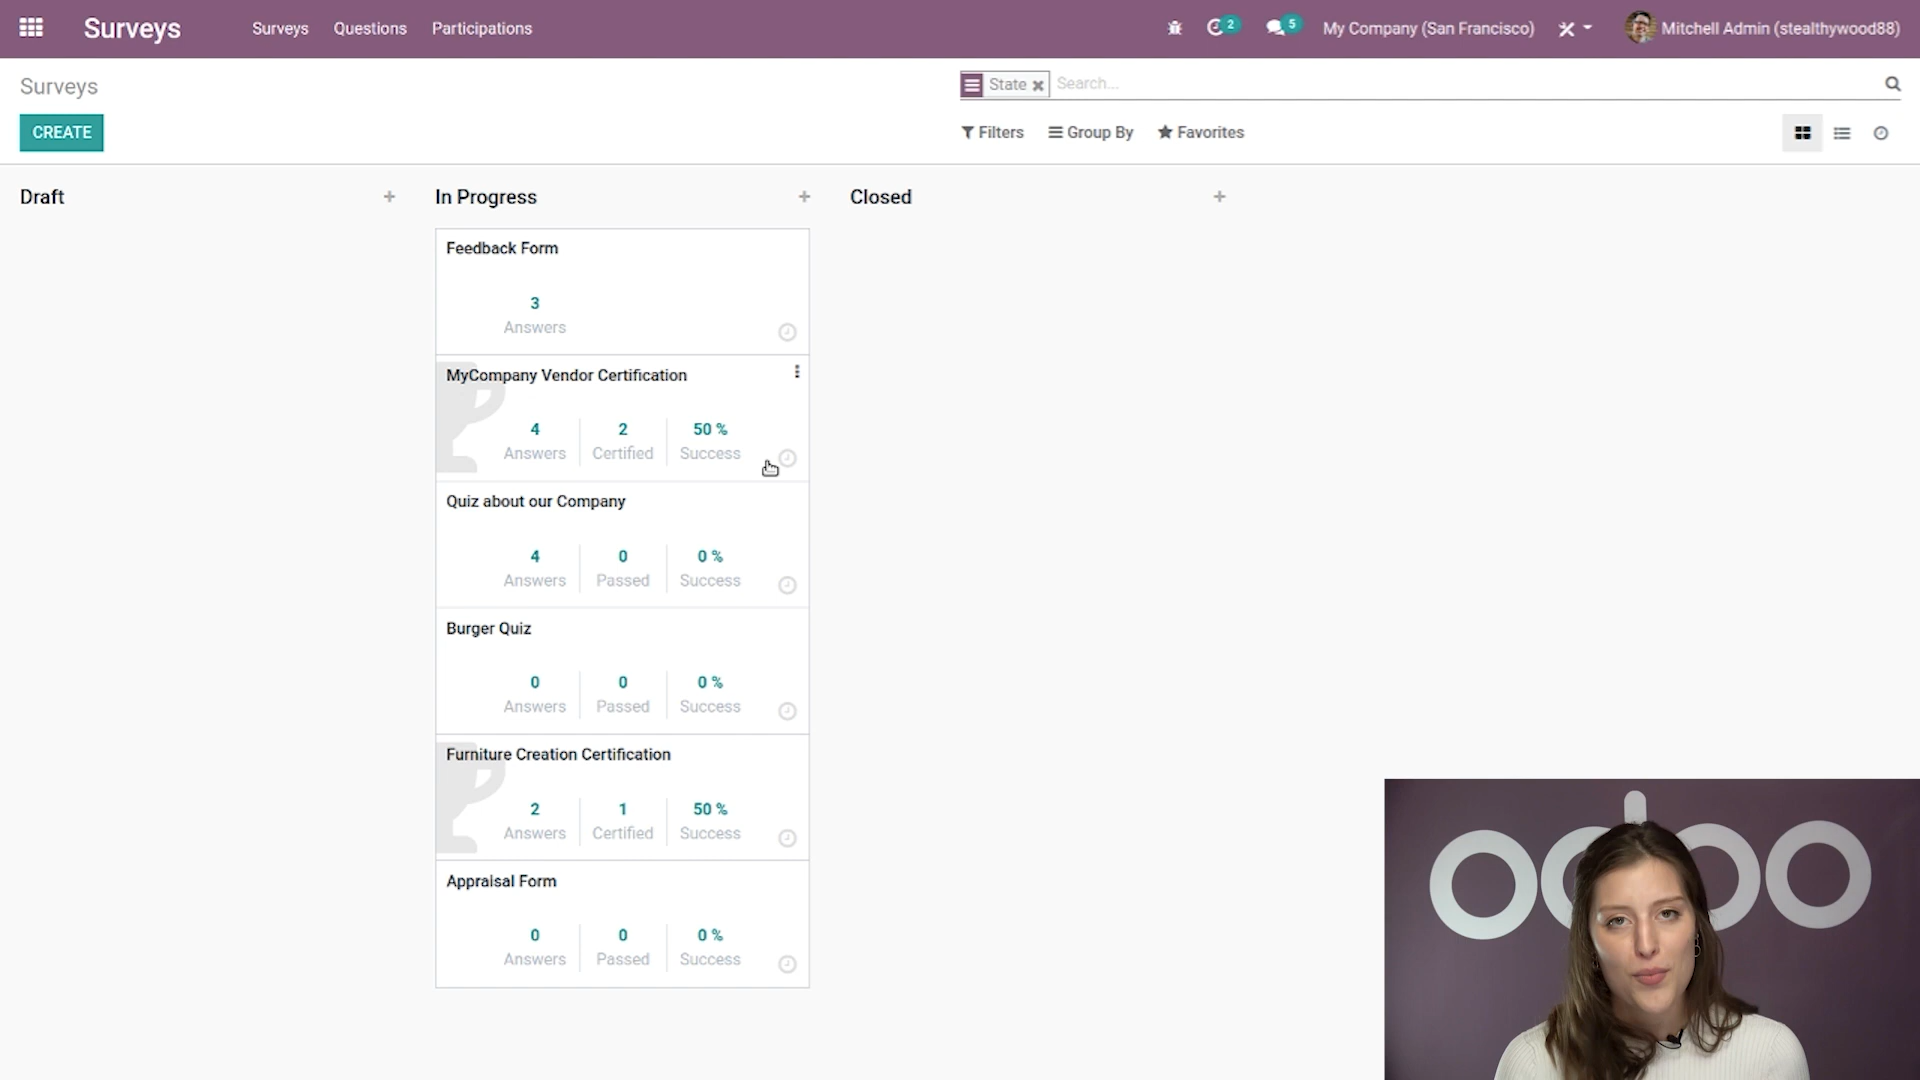 Surveys
Surveys
Questions
Participations
2
5
My Company (San Francisco)
Mitchell Admin (stealthywood88)
Surveys
State
Search...
CREATE
Filters
Group By
Favorites
Draft
+
In Progress
+
Closed
+
Feedback Form
3
Answers
MyCompany Vendor Certification
4
Answers
2
Certified
50 %
Success
Quiz about our Company
4
Answers
0
Passed
0 %
Success
Burger Quiz
0
Answers
0
Passed
0 %
Success
Furniture Creation Certification
2
Answers
1
Certified
50 %
Success
Appraisal Form
0
Answers
0
Passed
0 %
Success
odoo